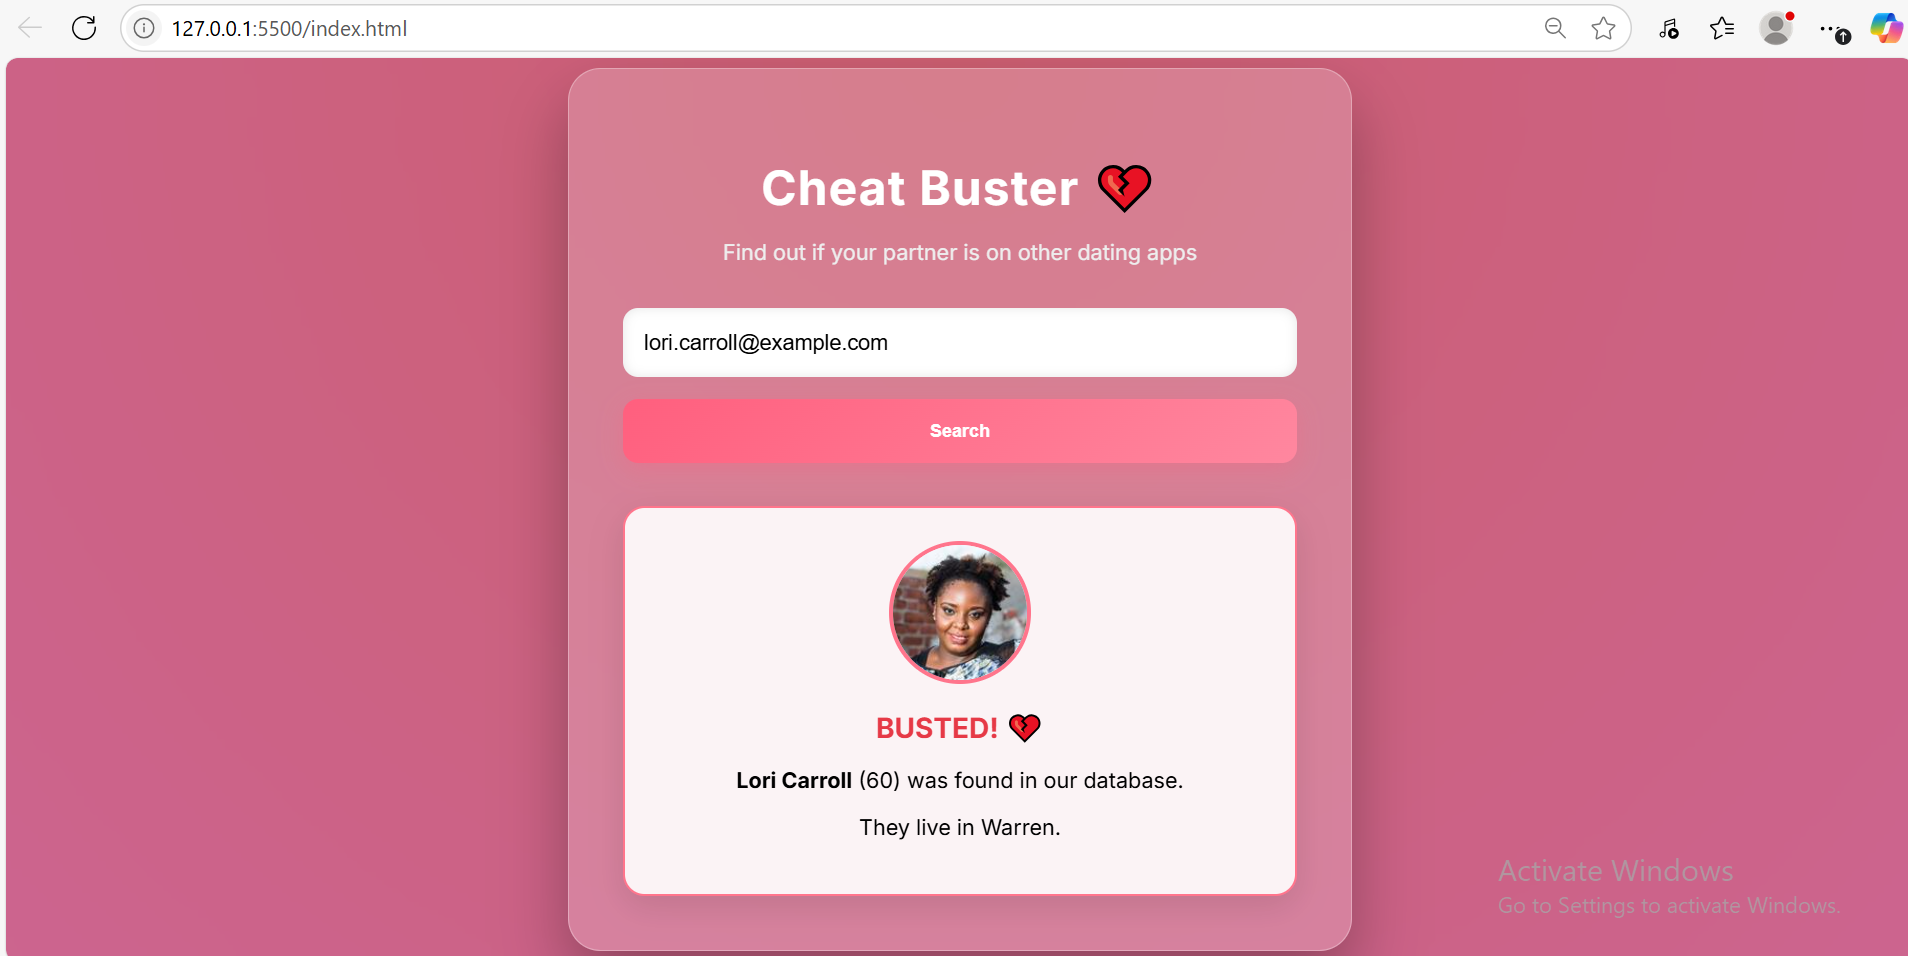 127.0.0.1:5500/index.html
Cheat Buster 💔
Find out if your partner is on other dating apps
lori.carroll@example.com
Search
BUSTED! 💔
Lori Carroll (60) was found in our database.
They live in Warren.
Activate Windows
Go to Settings to activate Windows.